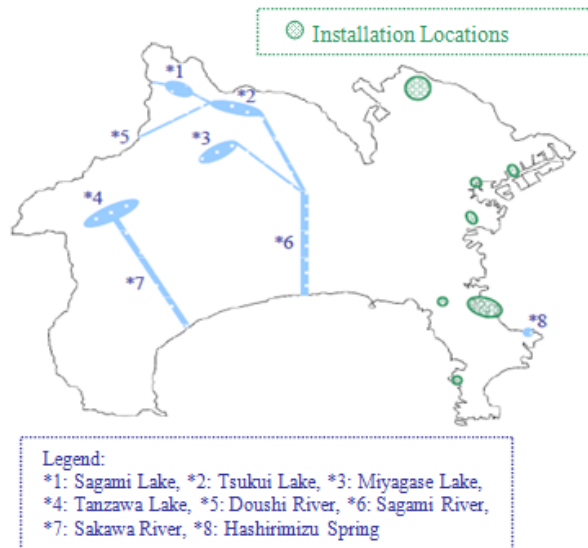 Installation Locations
*1
*2
*5
*3
*4
*6
*7
*8
Legend:
*1: Sagami Lake, *2: Tsukui Lake, *3: Miyagase Lake,
*4: Tanzawa Lake, *5: Doushi River, *6: Sagami River,
*7: Sakawa River, *8: Hashirimizu Spring